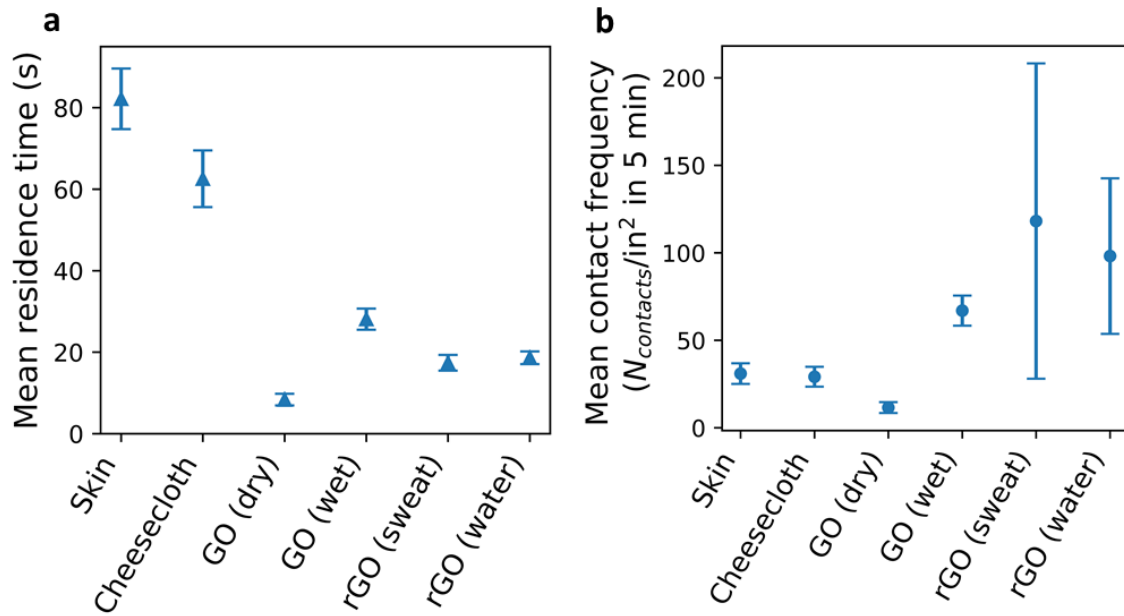 a
Mean residence time (s)
80
60
40
20
0
Skin
Cheesecloth
GO (dry)
GO (wet)
rGO (sweat)
rGO (water)
b
Mean contact frequency
(N_contacts/in² in 5 min)
200
150
100
50
0
Skin
Cheesecloth
GO (dry)
GO (wet)
rGO (sweat)
rGO (water)